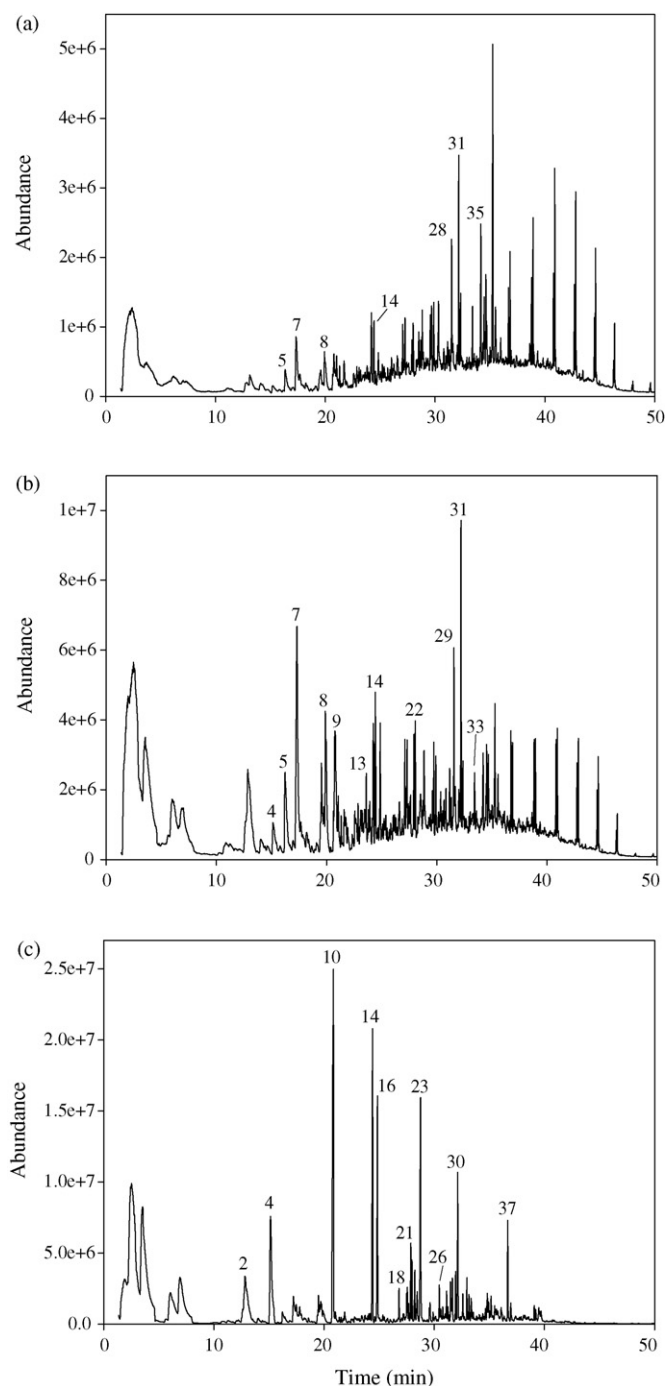 (a)
5e+6
4e+6
3e+6
2e+6
1e+6
0
Abundance
5
7
8
14
28
31
35
0 10 20 30 40 50
(b)
1e+7
8e+6
6e+6
4e+6
2e+6
0
Abundance
4
5
7
8
9
13
14
22
29
31
33
0 10 20 30 40 50
(c)
2.5e+7
2.0e+7
1.5e+7
1.0e+7
5.0e+6
0.0
Abundance
2
4
10
14
16
18
21
23
26
30
37
0 10 20 30 40 50
Time (min)